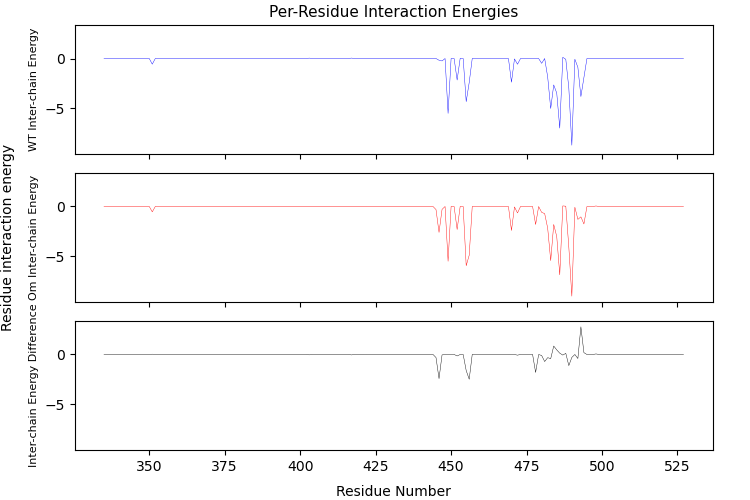 Per-Residue Interaction Energies
Residue interaction energy
WT Inter-chain Energy
0
−5
Om Inter-chain Energy
0
−5
Inter-chain Energy Difference
0
−5
350
375
400
425
450
475
500
525
Residue Number